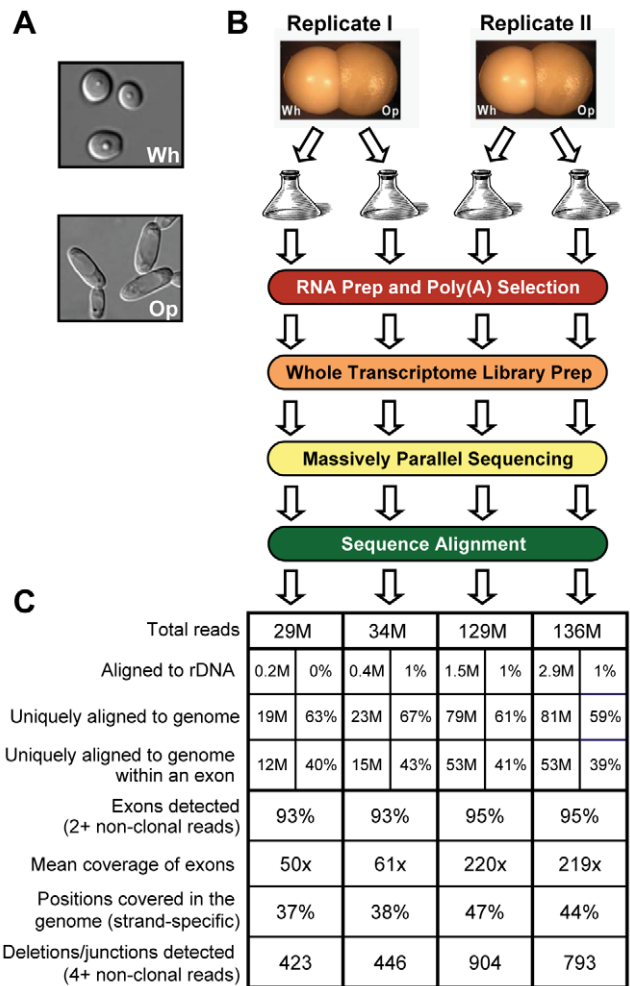 A
Wh
Op
B
Replicate I
Replicate II
Wh Op
Wh Op
RNA Prep and Poly(A) Selection
Whole Transcriptome Library Prep
Massively Parallel Sequencing
Sequence Alignment
C
Total reads 29M 34M 129M 136M
Aligned to rDNA 0.2M 0% 0.4M 1% 1.5M 1% 2.9M 1%
Uniquely aligned to genome 19M 63% 23M 67% 79M 61% 81M 59%
Uniquely aligned to genome
within an exon 12M 40% 15M 43% 53M 41% 53M 39%
Exons detected
(2+ non-clonal reads) 93% 93% 95% 95%
Mean coverage of exons 50x 61x 220x 219x
Positions covered in the
genome (strand-specific) 37% 38% 47% 44%
Deletions/junctions detected
(4+ non-clonal reads) 423 446 904 793